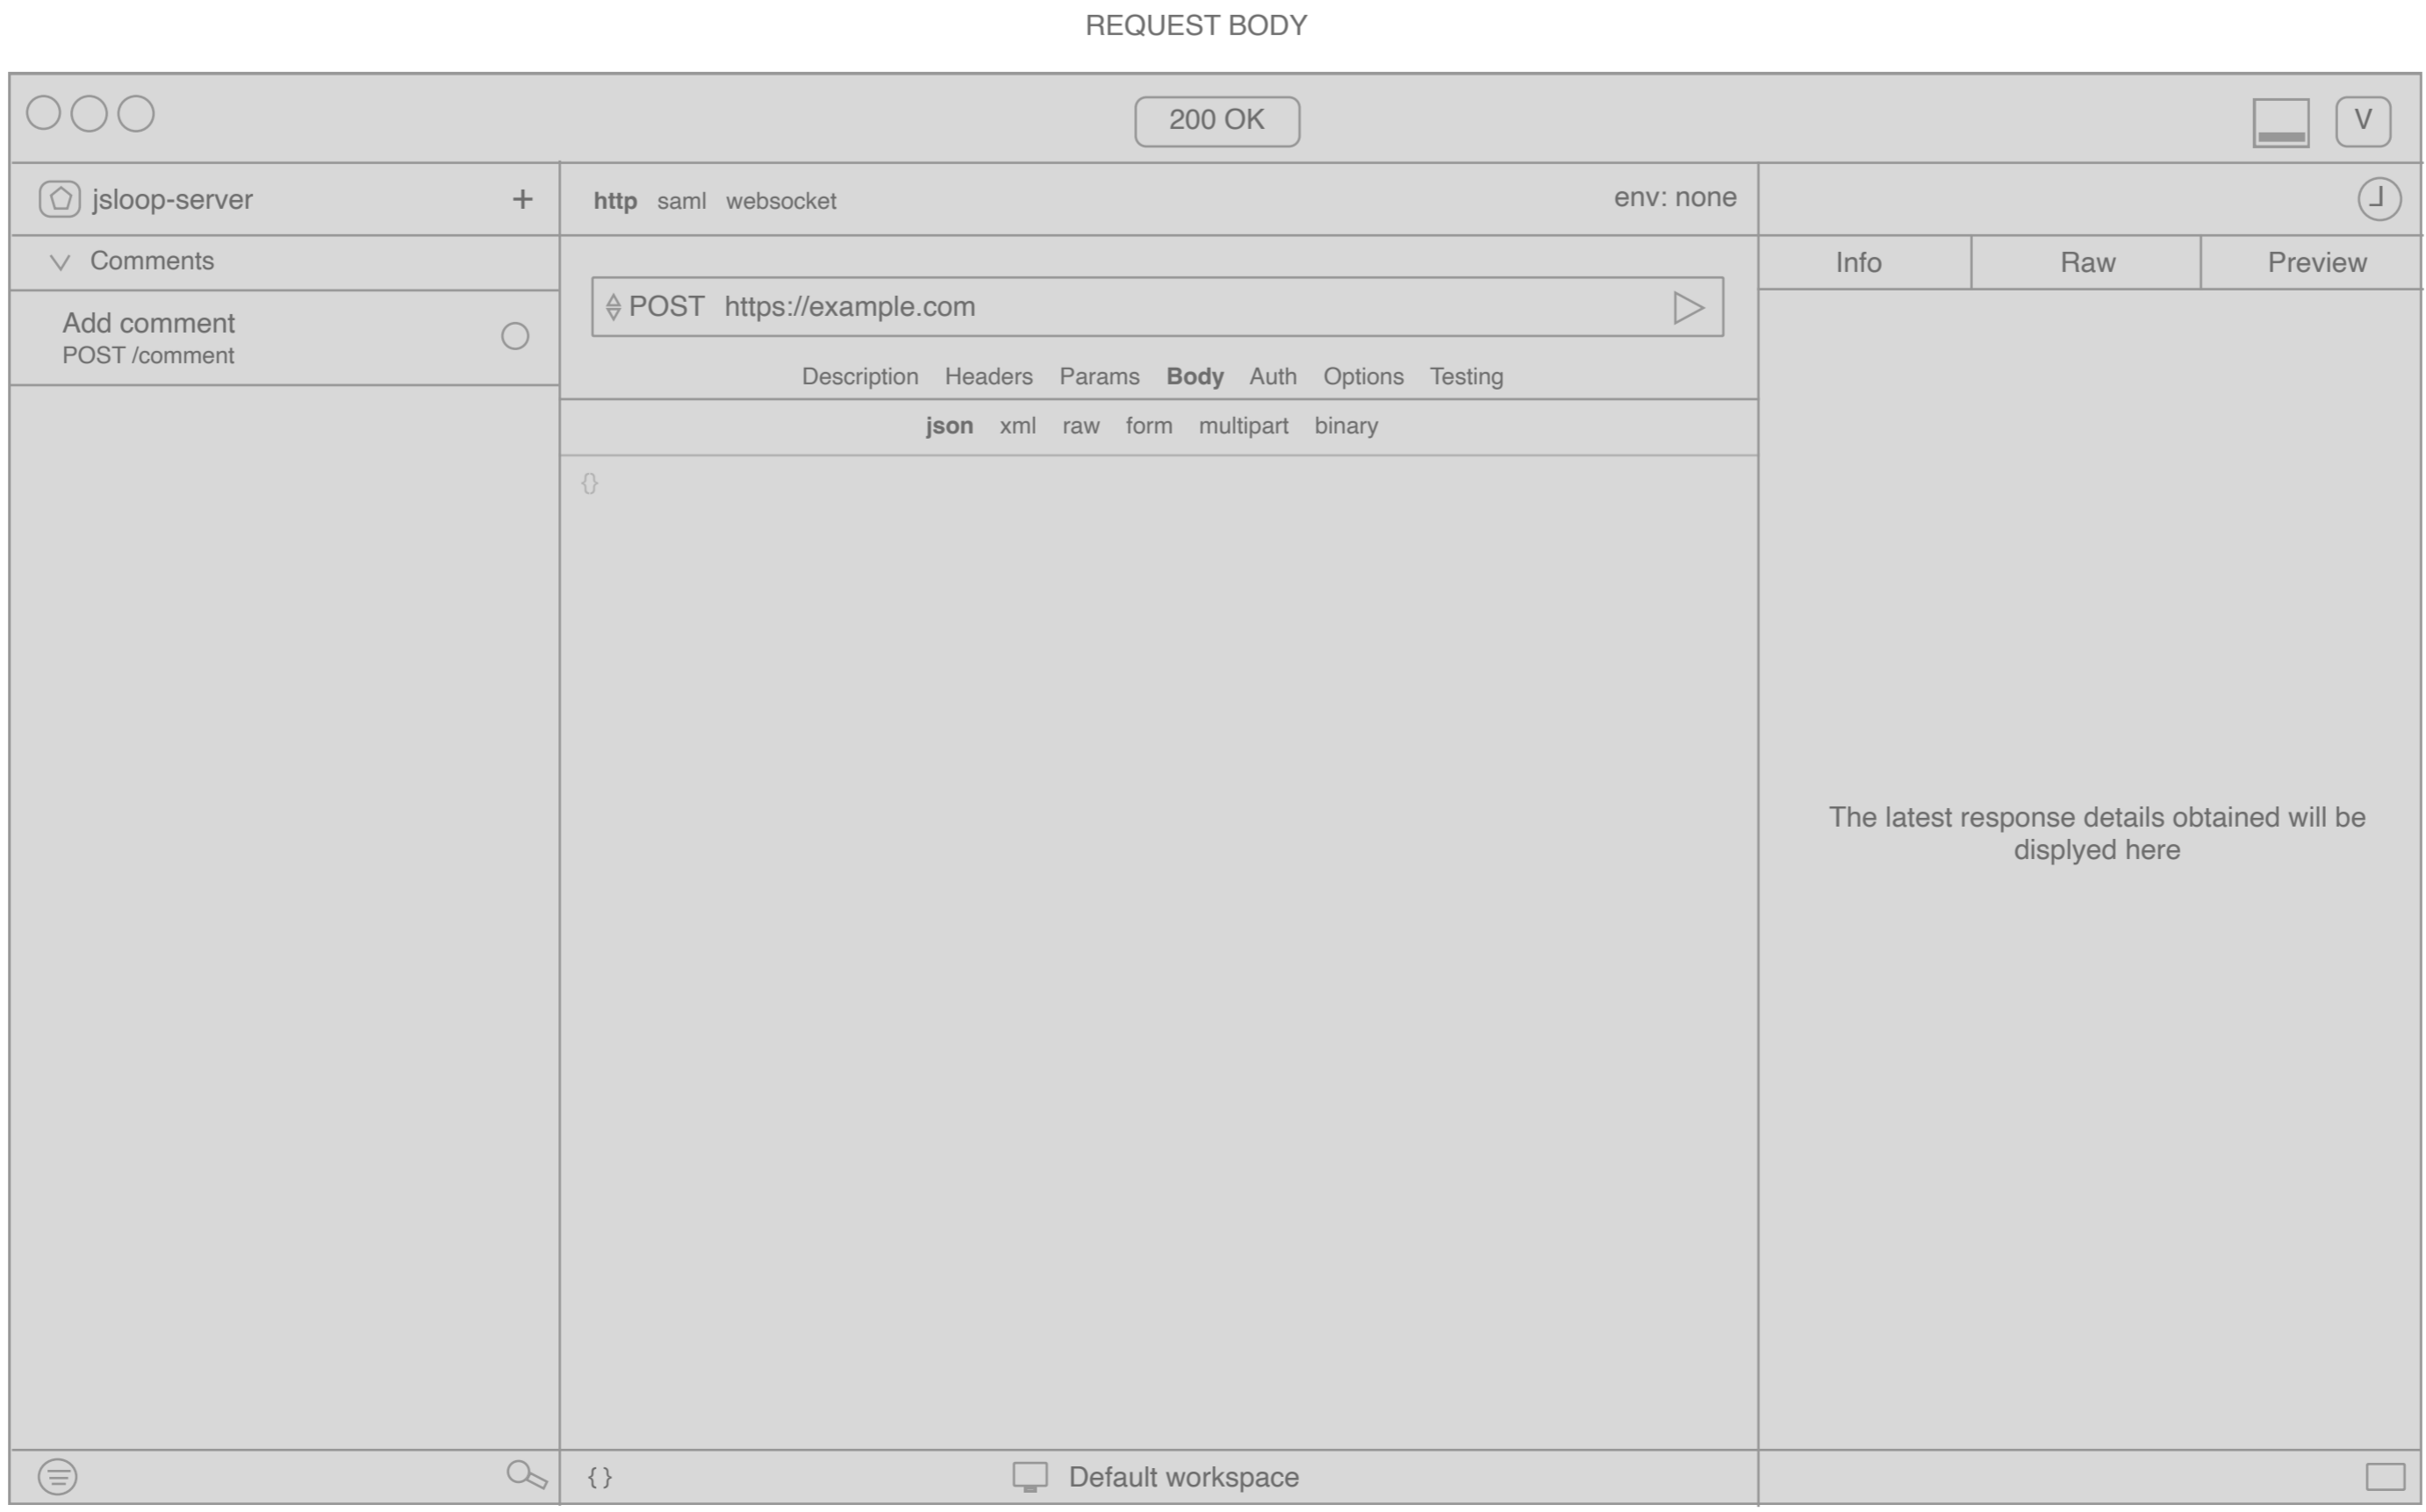 REQUEST BODY
200 OK
V
jsloop-server +
http saml websocket
env: none
Comments
Info Raw Preview
Add comment
POST /comment
POST https://example.com
Description Headers Params Body Auth Options Testing
json xml raw form multipart binary
{}
The latest response details obtained will be
displyed here
{ }
Default workspace